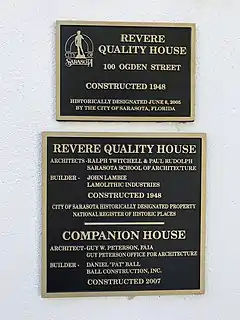 REVERE
QUALITY HOUSE
SARASOTA
100 OGDEN STREET
CONSTRUCTED 1948
HISTORICALLY DESIGNATED JUNE 6, 2005
BY THE CITY OF SARASOTA, FLORIDA
REVERE QUALITY HOUSE
ARCHITECTS- RALPH TWITCHELL & PAUL RUDOLPH
SARASOTA SCHOOL OF ARCHITECTURE
BUILDER - JOHN LAMBIE
LAMOLITHIC INDUSTRIES
CONSTRUCTED 1948
CITY OF SARASOTA HISTORICALLY DESIGNATED PROPERTY
NATIONAL REGISTER OF HISTORIC PLACES
COMPANION HOUSE
ARCHITECT- GUY W. PETERSON, FAIA
GUY PETERSON OFFICE FOR ARCHITECTURE
BUILDER - DANIEL "PAT" BALL
BALL CONSTRUCTION, INC.
CONSTRUCTED 2007